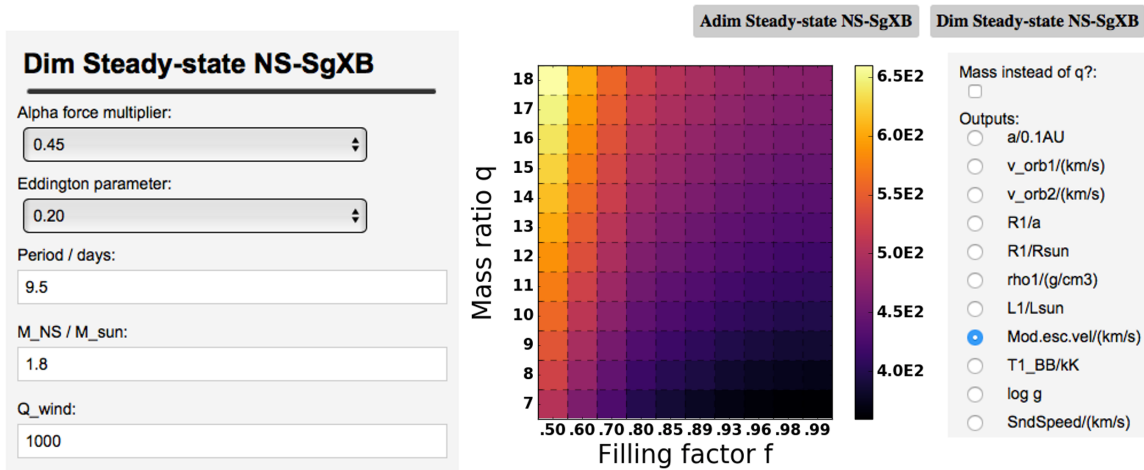 Adim Steady-state NS-SgXB
Dim Steady-state NS-SgXB
Dim Steady-state NS-SgXB
Alpha force multiplier:
0.45
Eddington parameter:
0.20
Period / days:
9.5
M_NS / M_sun:
1.8
Q_wind:
1000
Mass ratio q
18
17
16
15
14
13
12
11
10
9
8
7
.50 .60 .70 .80 .85 .89 .93 .96 .98 .99
Filling factor f
6.5E2
6.0E2
5.5E2
5.0E2
4.5E2
4.0E2
Mass instead of q?:
Outputs:
a/0.1AU
v_orb1/(km/s)
v_orb2/(km/s)
R1/a
R1/Rsun
rho1/(g/cm3)
L1/Lsun
Mod.esc.vel/(km/s)
T1_BB/kK
log g
SndSpeed/(km/s)